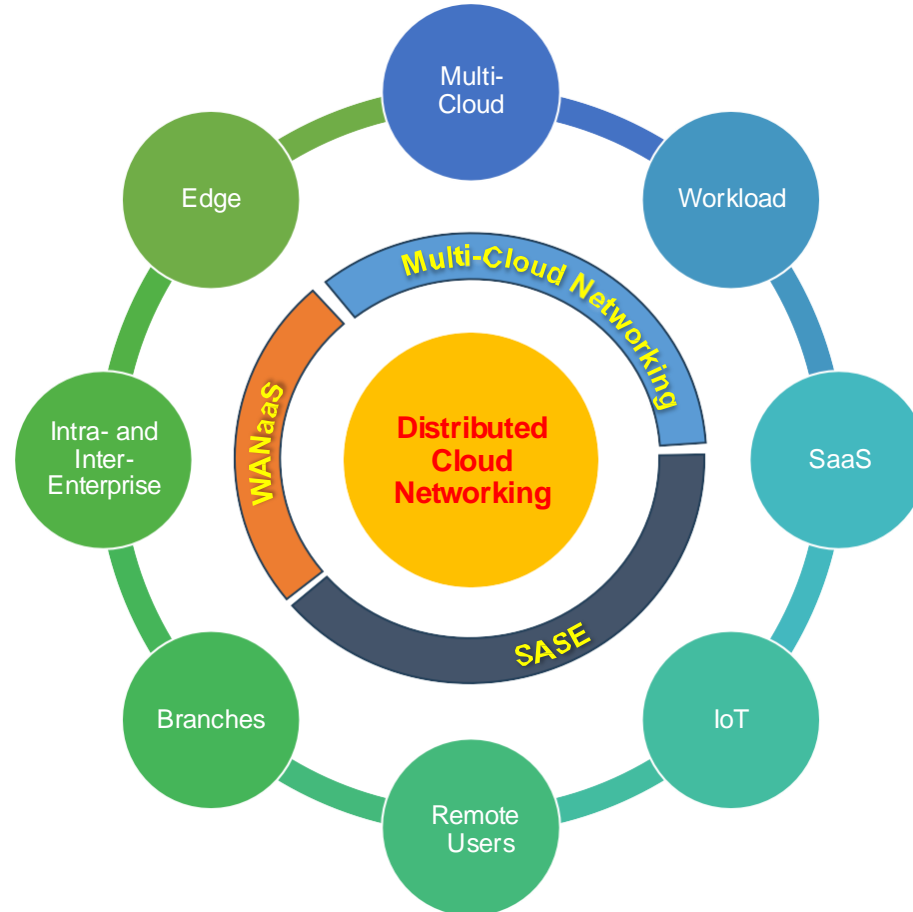 Multi-
Cloud
Edge
Workload
Multi-Cloud Networking
WANaaS
Distributed
Cloud
Networking
Intra- and
Inter-
Enterprise
SaaS
SASE
Branches
IoT
Remote
Users